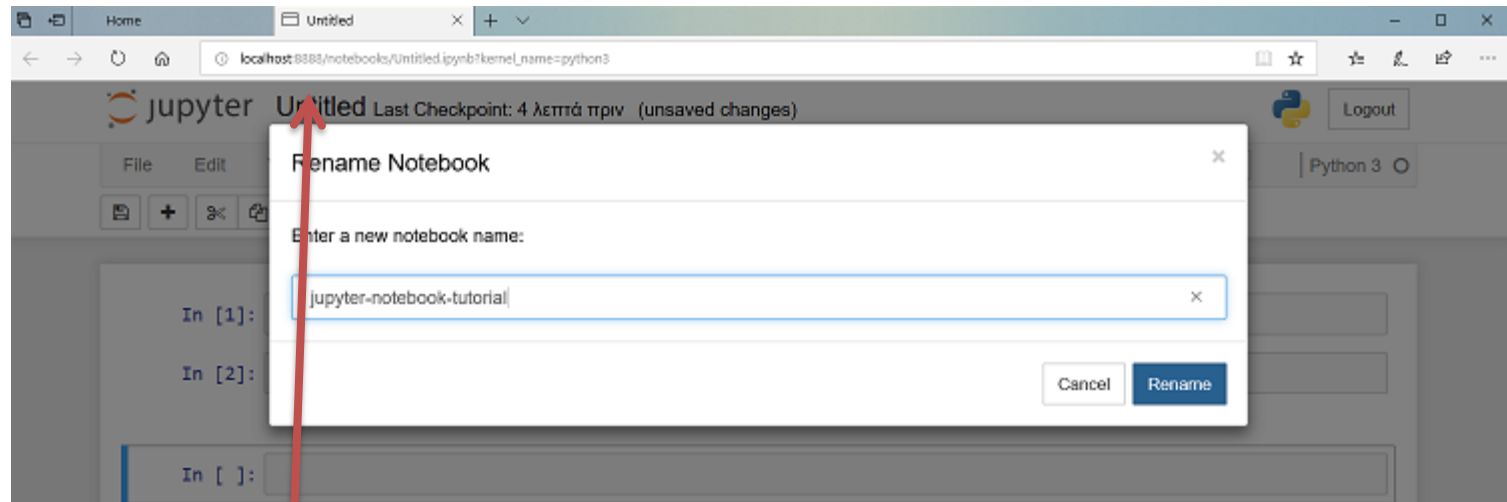 Home Untitled
localhost:8888/notebooks/Untitled.ipynb?kernel_name=python3
jupyter Untitled Last Checkpoint: 4 λεπτά πριν (unsaved changes) Logout
File Edit Python 3
Rename Notebook
Enter a new notebook name:
jupyter-notebook-tutorial
In [1]:
In [2]:
Cancel Rename
In [ ]: